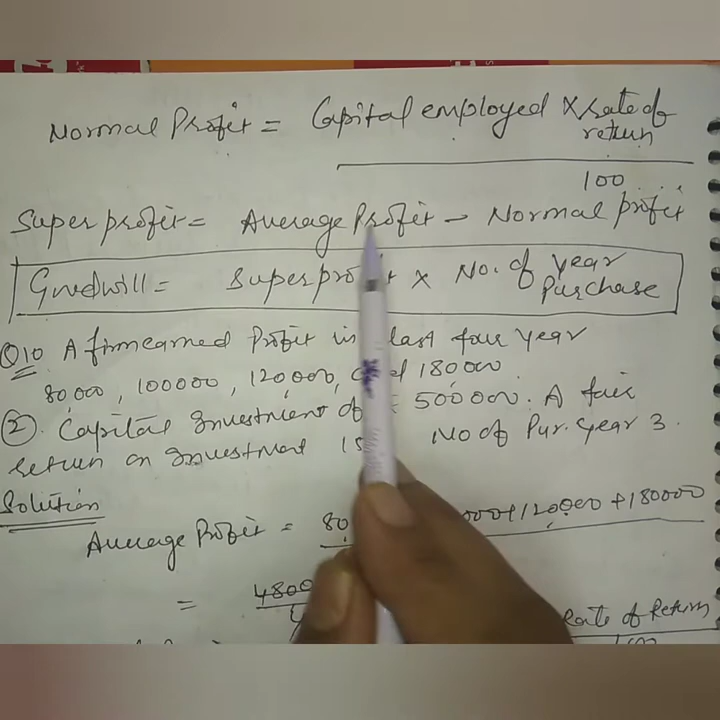 Normal Profit = Capital employed × rate of
return
100
Super profit = Average Profit – Normal profit
Goodwill = Super profit × No. of year
Purchase
Q10 A firm earned Profit in last four year
80000, 100000, 120000, 180000
② Capital Investment of 500000. A fair
return on Investment No of Pur. year 3.
Solution
Average Profit = 80 000+120000+180000
= 4800
Rate of Return
100